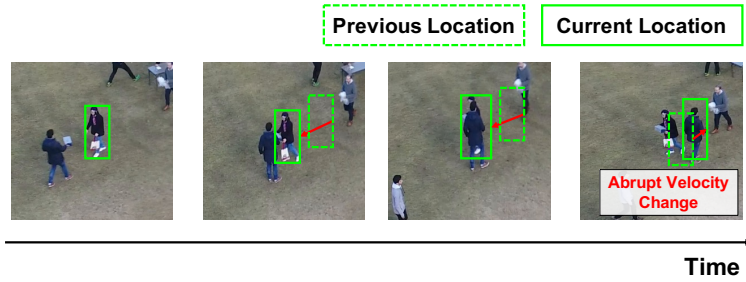 Previous Location
Current Location
Abrupt Velocity
Change
Time